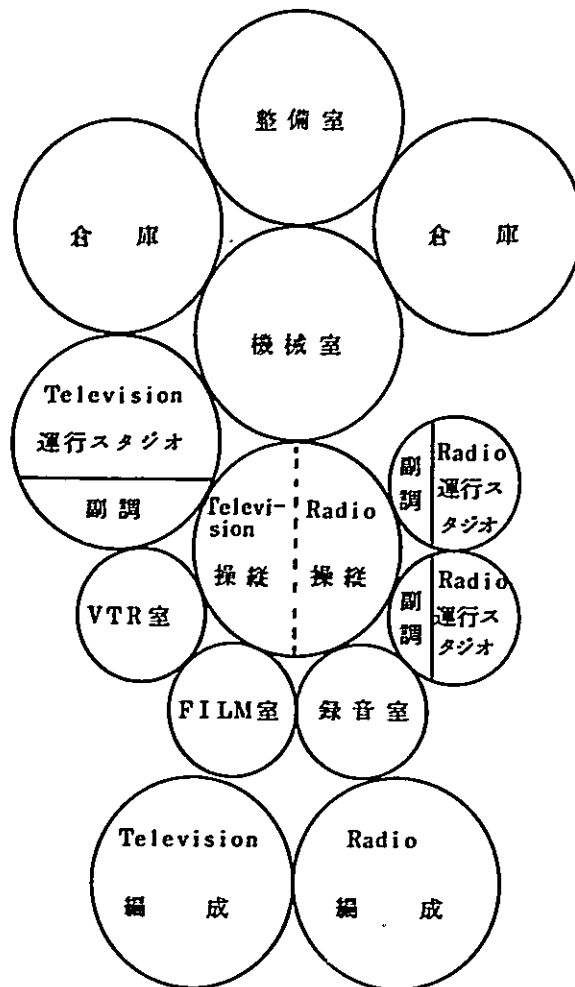 整備室
倉庫
倉庫
機械室
Television
運行スタジオ
副調
Televi-
sion
操縦
Radio
操縦
副調
Radio
運行ス
タジオ
副調
Radio
運行ス
タジオ
VTR室
FILM室
録音室
Television
編成
Radio
編成